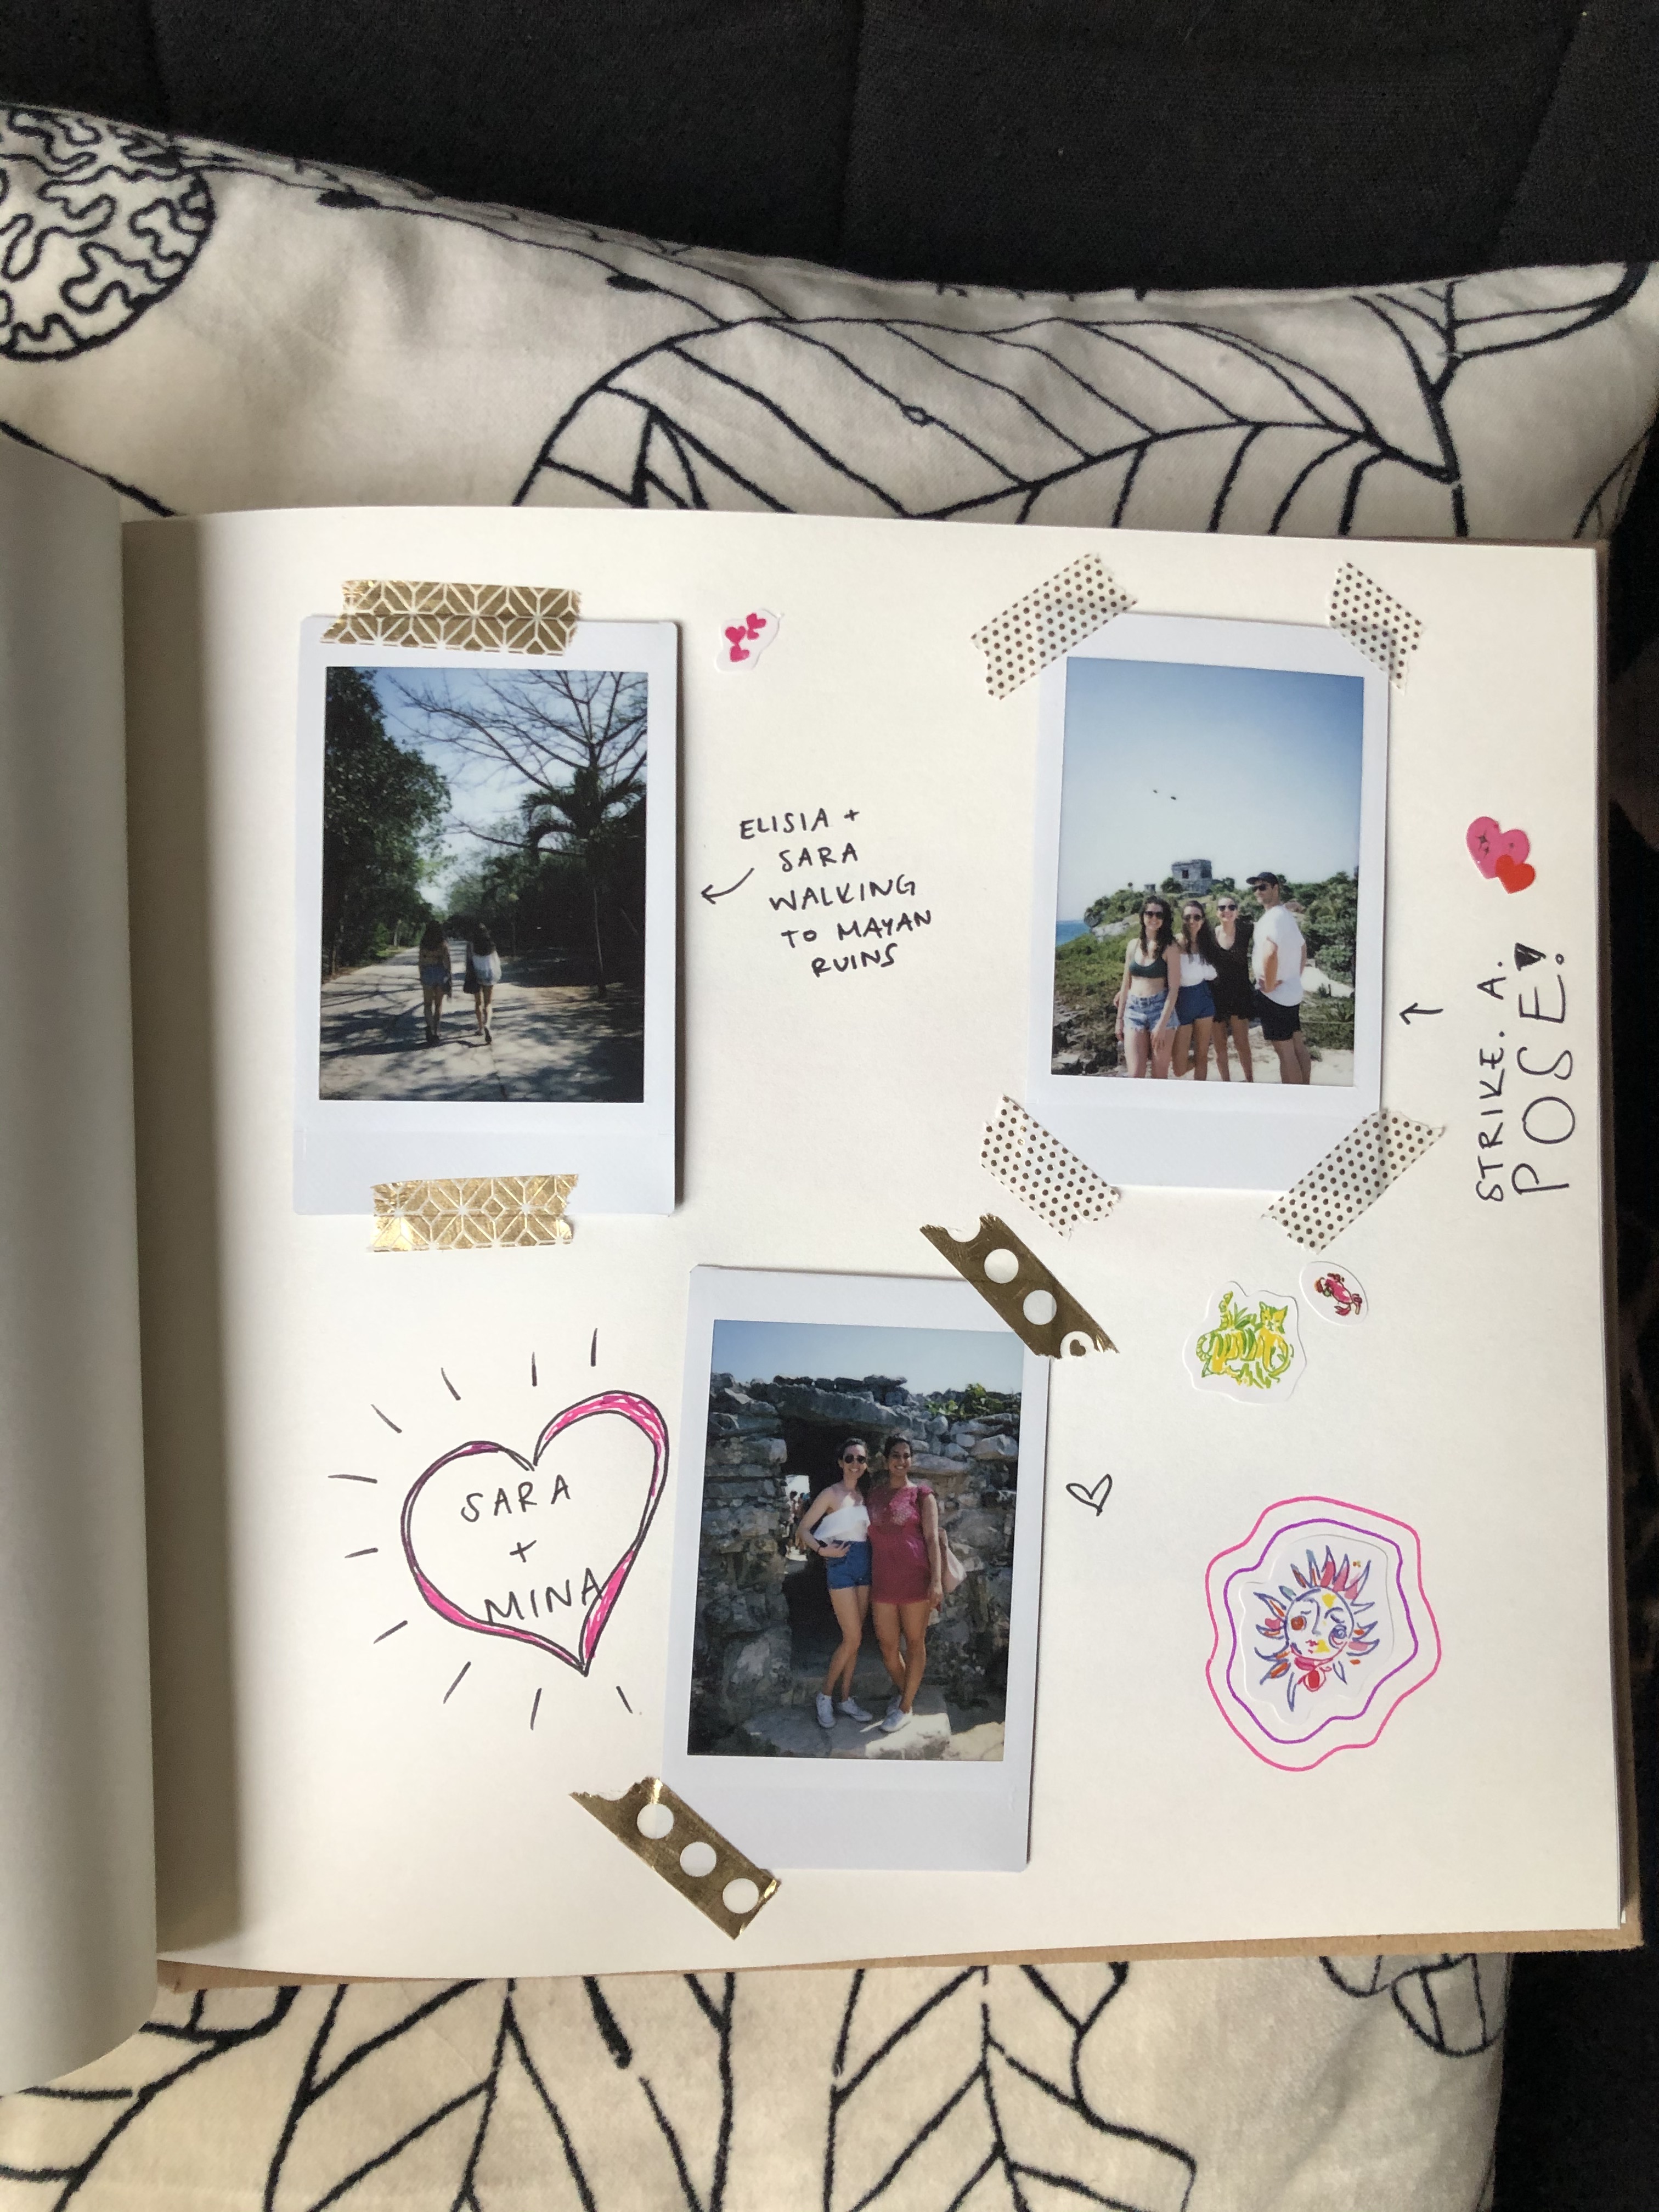 ELISIA +
SARA
WALKING
TO MAYAN
RUINS
STRIKE. A.
POSE!
SARA
+
MINA